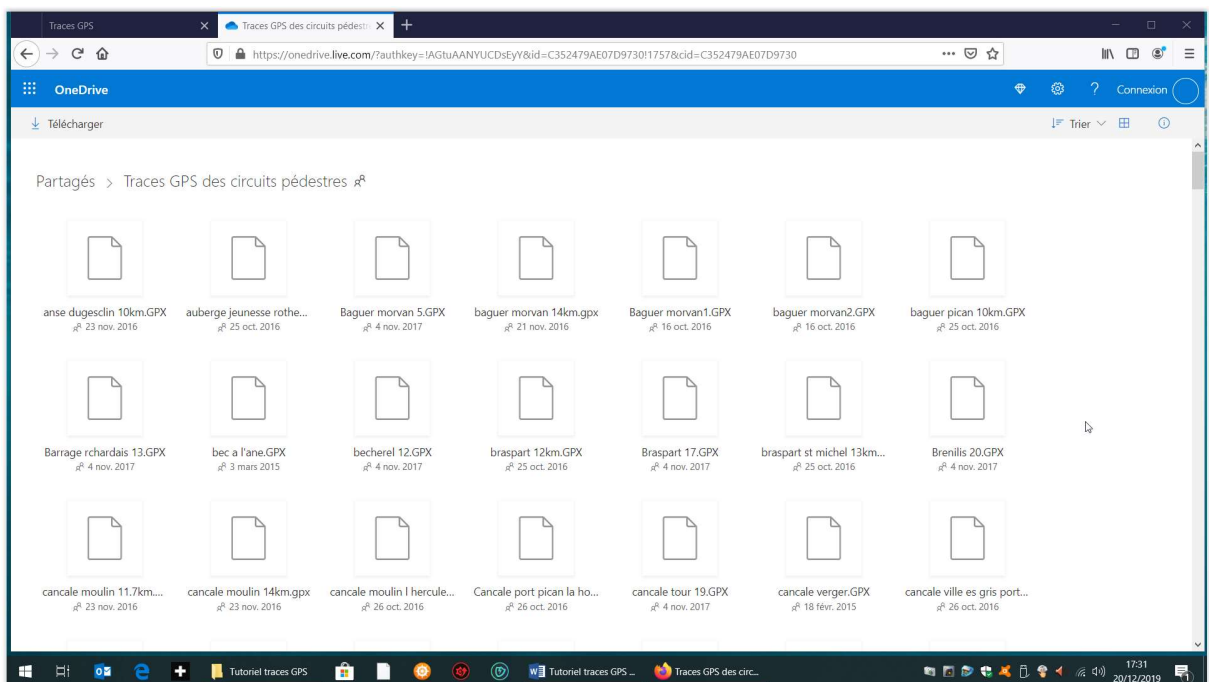 Traces GPS
Traces GPS des circuits pédestr
https://onedrive.live.com/?authkey=!AGtuAANYUCDsEyY&id=C352479AE07D9730!1757&cid=C352479AE07D9730
OneDrive
? Connexion
Télécharger
Trier
Partagés > Traces GPS des circuits pédestres
anse dugesclin 10km.GPX auberge jeunesse rothe... Baguer morvan 5.GPX baguer morvan 14km.gpx Baguer morvan1.GPX baguer morvan2.GPX baguer pican 10km.GPX
23 nov. 2016 25 oct. 2016 4 nov. 2017 21 nov. 2016 16 oct. 2016 16 oct. 2016 25 oct. 2016
Barrage rchardais 13.GPX bec a l'ane.GPX becherel 12.GPX braspart 12km.GPX Braspart 17.GPX braspart st michel 13km... Brenilis 20.GPX
4 nov. 2017 3 mars 2015 4 nov. 2017 25 oct. 2016 4 nov. 2017 25 oct. 2016 4 nov. 2017
cancale moulin 11.7km.... cancale moulin 14km.gpx cancale moulin l hercule... Cancale port pican la ho... cancale tour 19.GPX cancale verger.GPX cancale ville es gris port...
23 nov. 2016 23 nov. 2016 26 oct. 2016 26 oct. 2016 4 nov. 2017 18 févr. 2015 26 oct. 2016
Tutoriel traces GPS Tutoriel traces GPS ... Traces GPS des circ... 17:31
20/12/2019